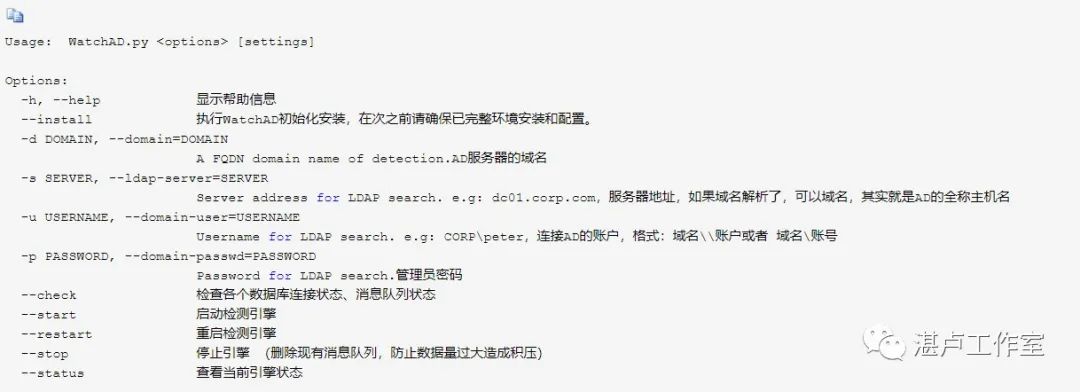 Usage:  WatchAD.py <options> [settings]
Options:
-h, --help 显示帮助信息
--install 执行WatchAD初始化安装，在次之前请确保已完整环境安装和配置。
-d DOMAIN, --domain=DOMAIN
A FQDN domain name of detection.AD服务器的域名
-s SERVER, --ldap-server=SERVER
Server address for LDAP search. e.g: dc01.corp.com，服务器地址，如果域名解析了，可以域名，其实就是AD的全称主机名
-u USERNAME, --domain-user=USERNAME
Username for LDAP search. e.g: CORP\peter，连接AD的账户，格式：域名\\账户或者 域名\账号
-p PASSWORD, --domain-passwd=PASSWORD
Password for LDAP search.管理员密码
--check 检查各个数据库连接状态、消息队列状态
--start 启动检测引擎
--restart 重启检测引擎
--stop 停止引擎 （删除现有消息队列，防止数据量过大造成积压）
--status 查看当前引擎状态
湛卢工作室